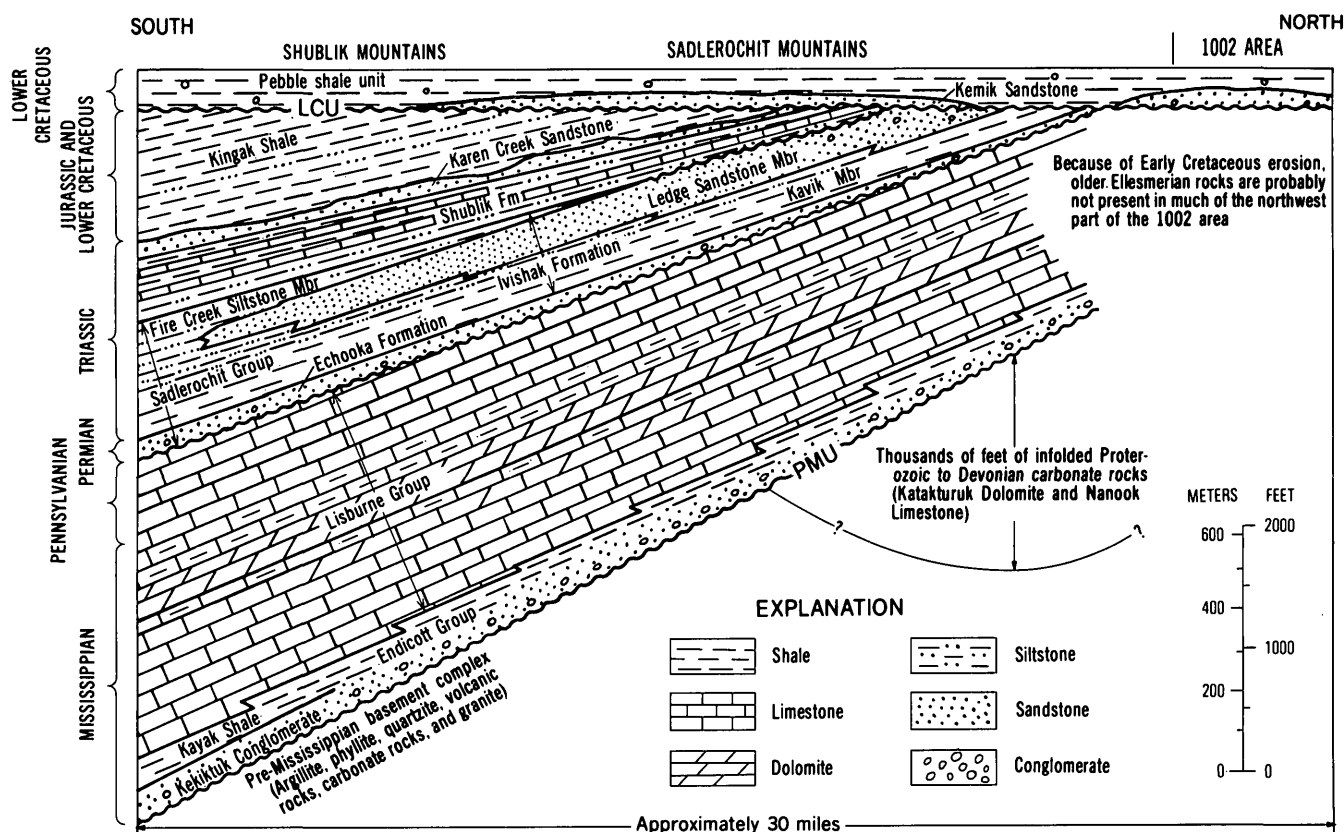 SOUTH
NORTH
SHUBLIK MOUNTAINS
SADLEROCHIT MOUNTAINS
1002 AREA
LOWER
CRETACEOUS
JURASSIC AND
LOWER CRETACEOUS
TRIASSIC
PERMIAN
PENNSYLVANIAN
MISSISSIPPIAN
Pebble shale unit
LCU
Kemik Sandstone
Kingak Shale
Karen Creek Sandstone
Shublik Fm
Ledge Sandstone Mbr
Kavik Mbr
Fire Creek Siltstone Mbr
Ivishak Formation
Sadlerochit Group
Echooka Formation
Lisburne Group
PMU
Endicott Group
Kayak Shale
Kekiktuk Conglomerate
Pre-Mississippian basement complex
(Argillite, phyllite, quartzite, volcanic
rocks, carbonate rocks, and granite)
Because of Early Cretaceous erosion,
older. Ellesmerian rocks are probably
not present in much of the northwest
part of the 1002 area
Thousands of feet of infolded Proter-
ozoic to Devonian carbonate rocks
(Katakturuk Dolomite and Nanook
Limestone)
?
?
METERS FEET
600 2000
400
1000
200
0 0
EXPLANATION
Shale
Siltstone
Limestone
Sandstone
Dolomite
Conglomerate
Approximately 30 miles